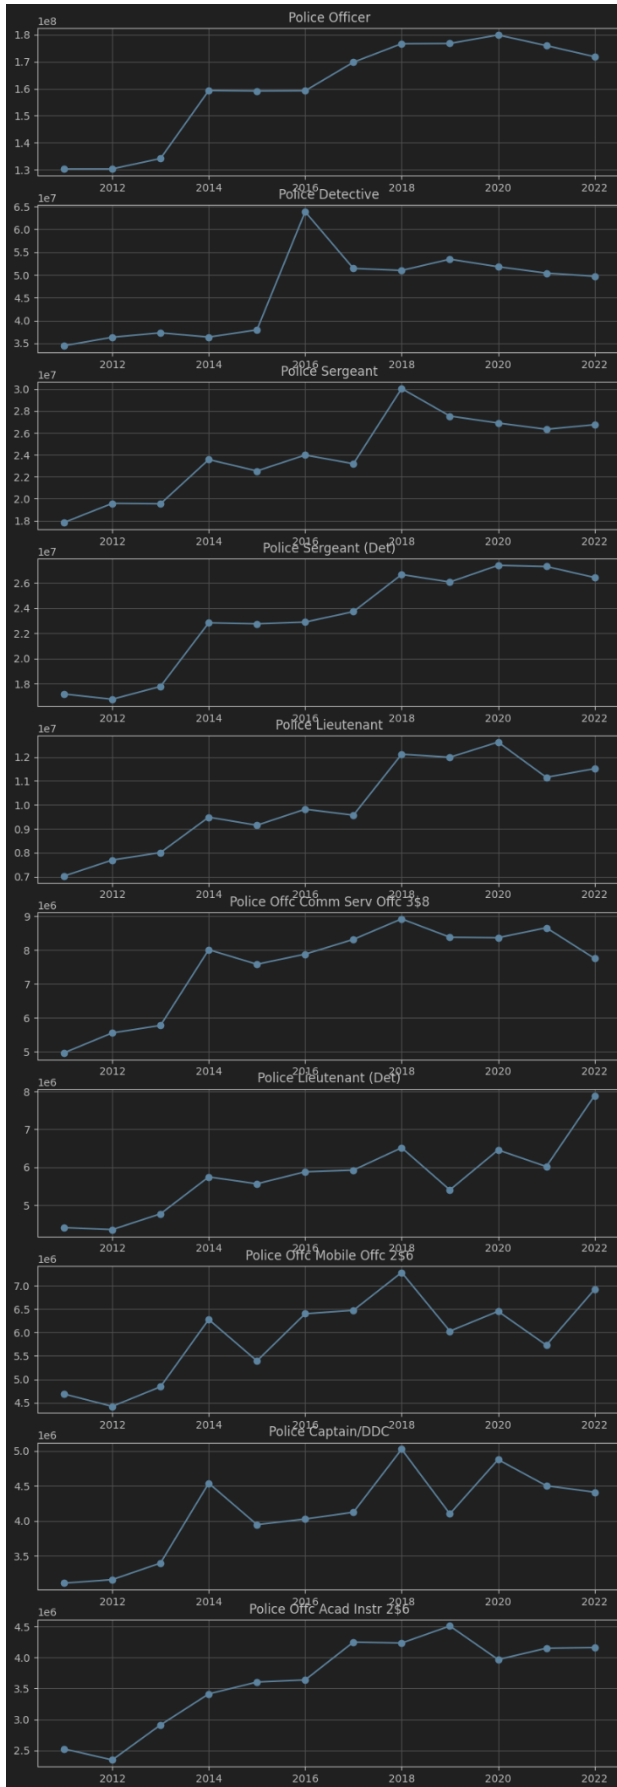 Police Officer
1e8
1.8
1.7
1.6
1.5
1.4
1.3
2012 2014 2016 2018 2020 2022
Police Detective
1e7
6.5
6.0
5.5
5.0
4.5
4.0
3.5
2012 2014 2016 2018 2020 2022
Police Sergeant
1e7
3.0
2.8
2.6
2.4
2.2
2.0
1.8
2012 2014 2016 2018 2020 2022
Police Sergeant (Det)
1e7
2.6
2.4
2.2
2.0
1.8
2012 2014 2016 2018 2020 2022
Police Lieutenant
1e7
1.2
1.1
1.0
0.9
0.8
0.7
2012 2014 2016 2018 2020 2022
Police Offc Comm Serv Offc 3$8
1e6
9
8
7
6
5
2012 2014 2016 2018 2020 2022
Police Lieutenant (Det)
1e6
8
7
6
5
2012 2014 2016 2018 2020 2022
Police Offc Mobile Offc 2$6
1e6
7.0
6.5
6.0
5.5
5.0
4.5
2012 2014 2016 2018 2020 2022
Police Captain/DDC
1e6
5.0
4.5
4.0
3.5
2012 2014 2016 2018 2020 2022
Police Offc Acad Instr 2$6
1e6
4.5
4.0
3.5
3.0
2.5
2012 2014 2016 2018 2020 2022